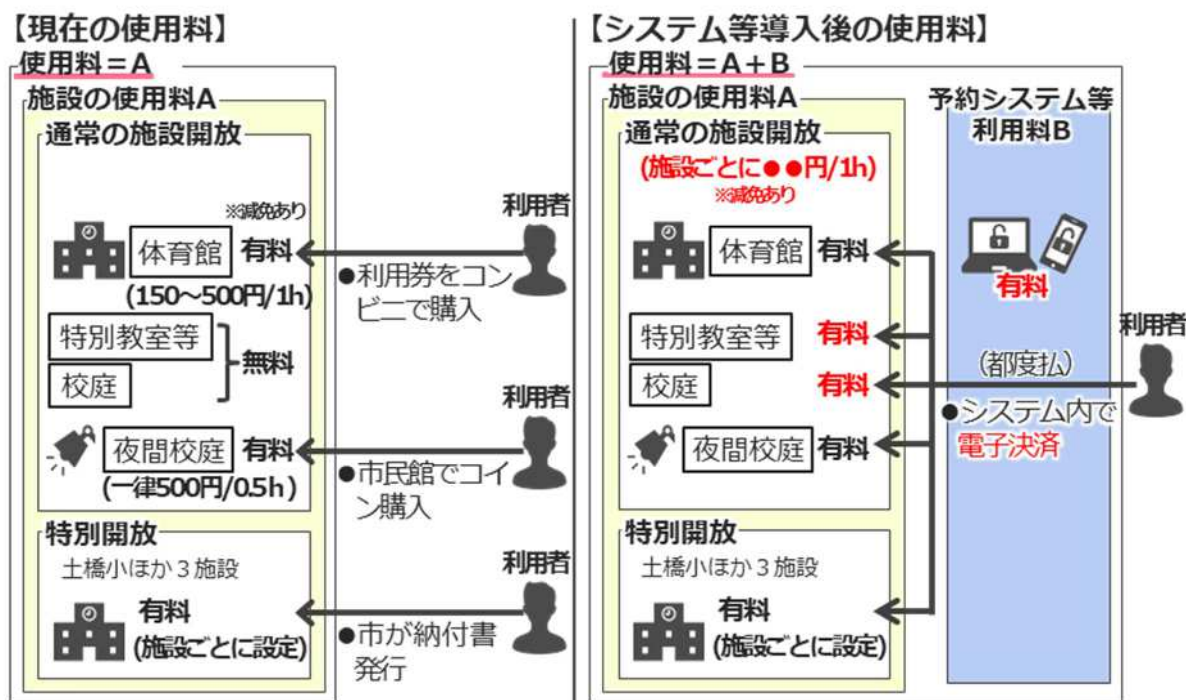 【現在の使用料】
使用料＝A
施設の使用料A
通常の施設開放
※減免あり
体育館 有料
(150～500円/1h)
特別教室等
校庭
無料
夜間校庭 有料
(一律500円/0.5h)
特別開放
土橋小ほか３施設
有料
(施設ごとに設定)
利用者
●利用券をコン
ビニで購入
利用者
●市民館でコイ
ン購入
利用者
●市が納付書
発行
【システム等導入後の使用料】
使用料＝A＋B
施設の使用料A
通常の施設開放
(施設ごとに●●円/1h)
※減免あり
体育館 有料
特別教室等 有料
校庭 有料
夜間校庭 有料
特別開放
土橋小ほか３施設
有料
(施設ごとに設定)
予約システム等
利用料B
有料
利用者
(都度払)
●システム内で
電子決済